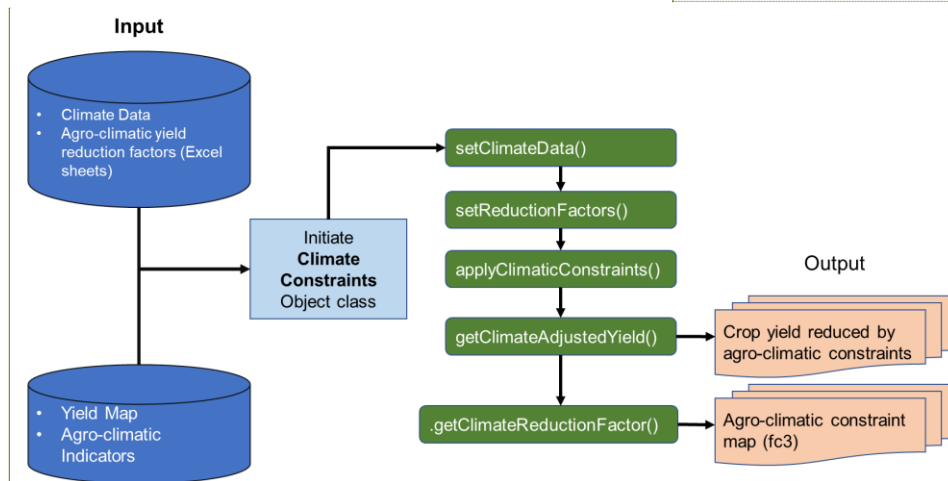 Input
• Climate Data
• Agro-climatic yield
reduction factors (Excel
sheets)
Initiate
Climate
Constraints
Object class
• Yield Map
• Agro-climatic
Indicators
setClimateData()
setReductionFactors()
applyClimaticConstraints()
getClimateAdjustedYield()
.getClimateReductionFactor()
Output
Crop yield reduced by
agro-climatic constraints
Agro-climatic constraint
map (fc3)